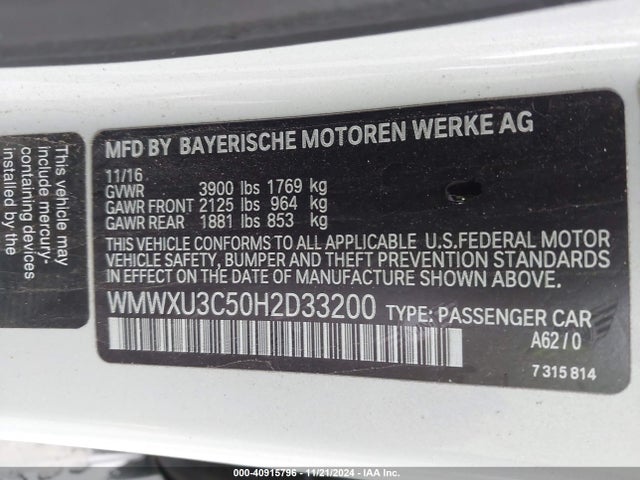 This vehicle may
include mercury-
containing devices
installed by the
MFD BY BAYERISCHE MOTOREN WERKE AG
11/16
GVWR 3900 lbs 1769 kg
GAWR FRONT 2125 lbs 964 kg
GAWR REAR 1881 lbs 853 kg
THIS VEHICLE CONFORMS TO ALL APPLICABLE U.S.FEDERAL MOTOR
VEHICLE SAFETY, BUMPER AND THEFT PREVENTION STANDARDS
IN EFFECT ON THE DATE OF MANUFACTURE SHOWN ABOVE.
WMWXU3C50H2D33200 TYPE: PASSENGER CAR
A62/0
7 315 814
000-40915796 - 11/21/2024 - IAA Inc.